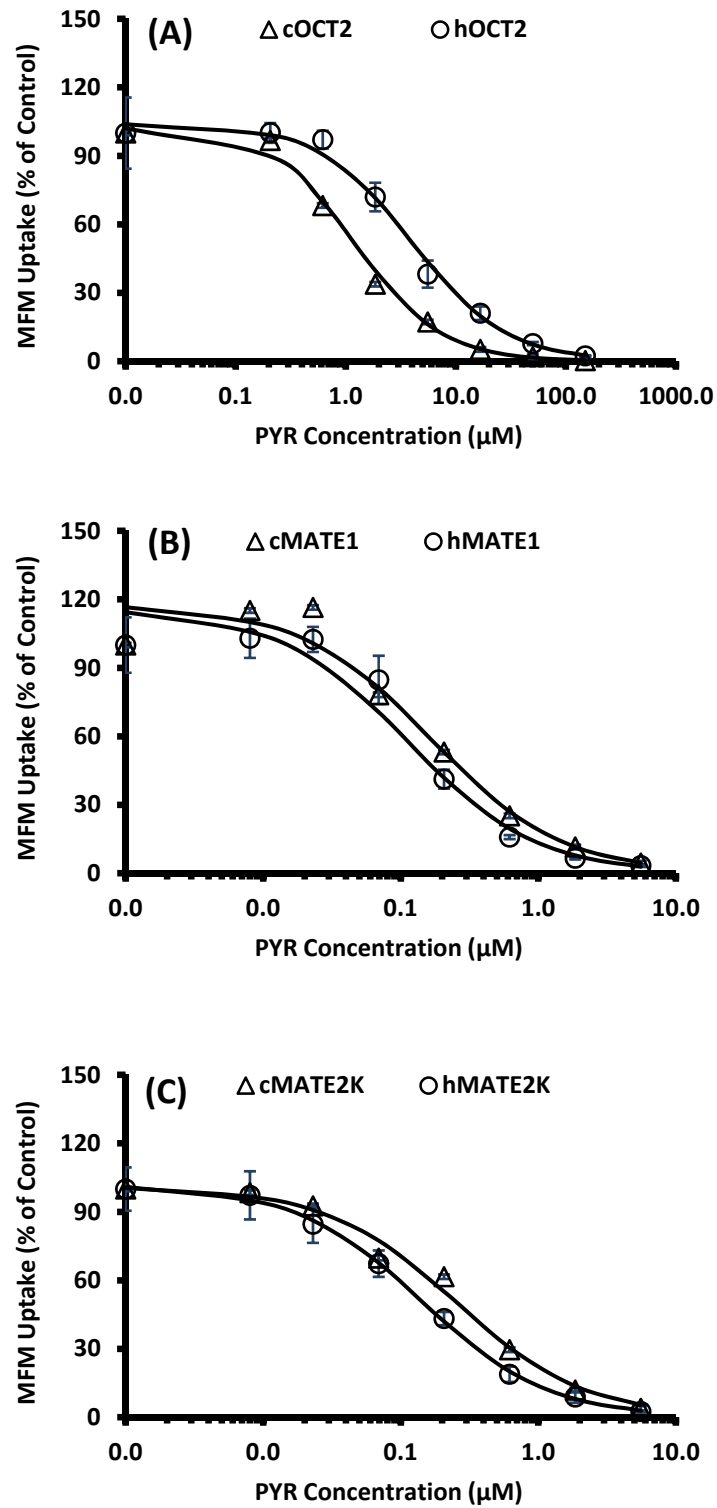 (A) cOCT2 hOCT2
150
120
90
60
30
0
MFM Uptake (% of Control)
0.0 0.1 1.0 10.0 100.0 1000.0
PYR Concentration (µM)
(B) cMATE1 hMATE1
150
120
90
60
30
0
MFM Uptake (% of Control)
0.0 0.0 0.1 1.0 10.0
PYR Concentration (µM)
(C) cMATE2K hMATE2K
150
120
90
60
30
0
MFM Uptake (% of Control)
0.0 0.0 0.1 1.0 10.0
PYR Concentration (µM)